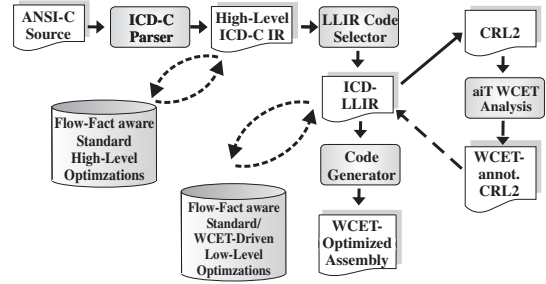 ANSI-C
Source
ICD-C
Parser
High-Level
ICD-C IR
LLIR Code
Selector
CRL2
ICD-
LLIR
aiT WCET
Analysis
Flow-Fact aware
Standard
High-Level
Optimzations
Code
Generator
WCET-
annot.
CRL2
Flow-Fact aware
Standard/
WCET-Driven
Low-Level
Optimzations
WCET-
Optimized
Assembly